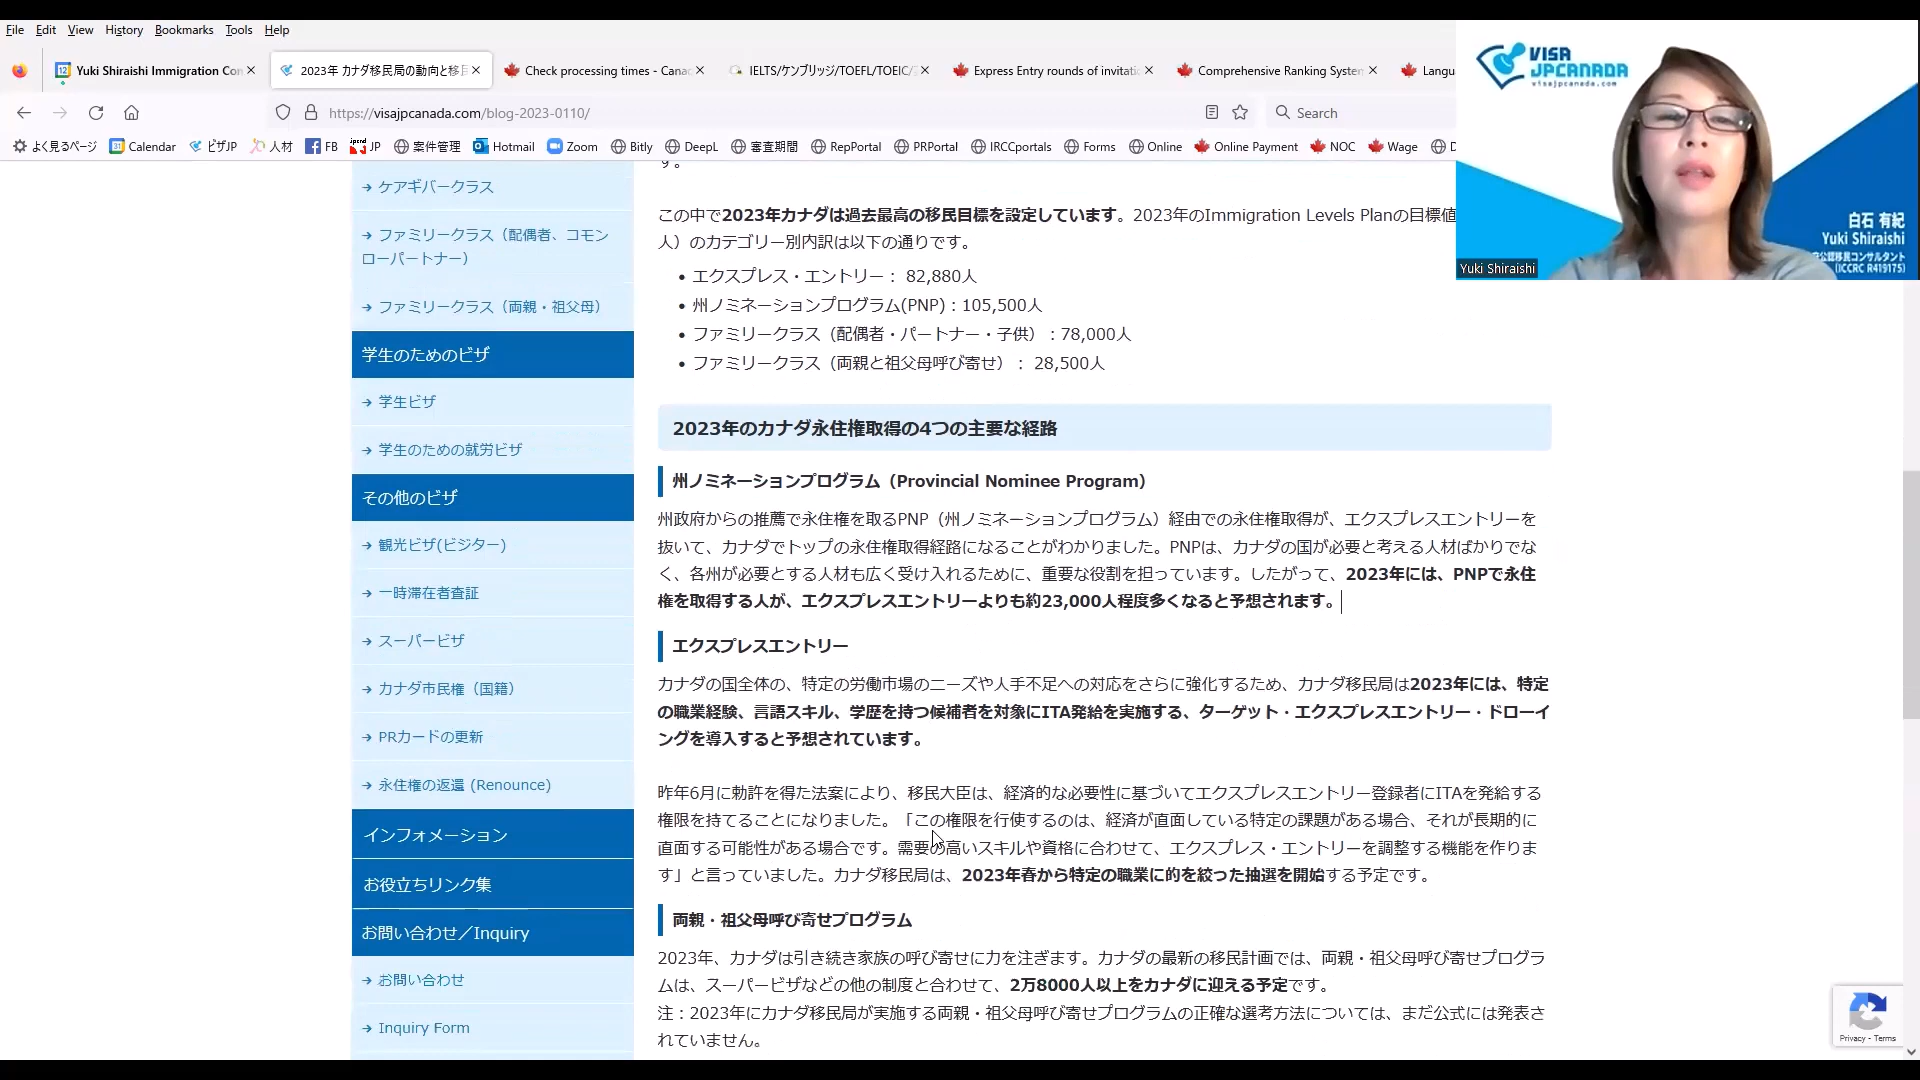 File Edit View History Bookmarks Tools Help
Yuki Shiraishi Immigration Con
2023年 カナダ移民局の動向と移民
Check processing times - Canac
IELTS/ケンブリッジ/TOEFL/TOEIC/
Express Entry rounds of invitati
Comprehensive Ranking System
Langu
https://visajpcanada.com/blog-2023-0110/
Search
よく見るページ Calendar ビザJP 人材 FB JP 案件管理 Hotmail Zoom Bitly DeepL 審査期間 RepPortal PRPortal IRCCportals Forms Online Online Payment NOC Wage D
VISA
JPCANADA
visajpcanada.com
白石 有紀
Yuki Shiraishi
公認移民コンサルタント
(ICCRC R419175)
Yuki Shiraishi
→ ケアギバークラス
→ ファミリークラス（配偶者、コモン
ローパートナー）
→ ファミリークラス（両親・祖父母）
学生のためのビザ
→ 学生ビザ
→ 学生のための就労ビザ
その他のビザ
→ 観光ビザ(ビジター)
→ 一時滞在者査証
→ スーパービザ
→ カナダ市民権（国籍）
→ PRカードの更新
→ 永住権の返還 (Renounce)
インフォメーション
お役立ちリンク集
お問い合わせ／Inquiry
→ お問い合わせ
→ Inquiry Form
す。
この中で2023年カナダは過去最高の移民目標を設定しています。2023年のImmigration Levels Planの目標値
人）のカテゴリー別内訳は以下の通りです。
• エクスプレス・エントリー： 82,880人
• 州ノミネーションプログラム(PNP)：105,500人
• ファミリークラス（配偶者・パートナー・子供）：78,000人
• ファミリークラス（両親と祖父母呼び寄せ）： 28,500人
2023年のカナダ永住権取得の4つの主要な経路
州ノミネーションプログラム（Provincial Nominee Program）
州政府からの推薦で永住権を取るPNP（州ノミネーションプログラム）経由での永住権取得が、エクスプレスエントリーを
抜いて、カナダでトップの永住権取得経路になることがわかりました。PNPは、カナダの国が必要と考える人材ばかりでな
く、各州が必要とする人材も広く受け入れるために、重要な役割を担っています。したがって、2023年には、PNPで永住
権を取得する人が、エクスプレスエントリーよりも約23,000人程度多くなると予想されます。
エクスプレスエントリー
カナダの国全体の、特定の労働市場のニーズや人手不足への対応をさらに強化するため、カナダ移民局は2023年には、特定
の職業経験、言語スキル、学歴を持つ候補者を対象にITA発給を実施する、ターゲット・エクスプレスエントリー・ドローイ
ングを導入すると予想されています。
昨年6月に勅許を得た法案により、移民大臣は、経済的な必要性に基づいてエクスプレスエントリー登録者にITAを発給する
権限を持てることになりました。「この権限を行使するのは、経済が直面している特定の課題がある場合、それが長期的に
直面する可能性がある場合です。需要の高いスキルや資格に合わせて、エクスプレス・エントリーを調整する機能を作りま
す」と言っていました。カナダ移民局は、2023年春から特定の職業に的を絞った抽選を開始する予定です。
両親・祖父母呼び寄せプログラム
2023年、カナダは引き続き家族の呼び寄せに力を注ぎます。カナダの最新の移民計画では、両親・祖父母呼び寄せプログラ
ムは、スーパービザなどの他の制度と合わせて、2万8000人以上をカナダに迎える予定です。
注：2023年にカナダ移民局が実施する両親・祖父母呼び寄せプログラムの正確な選考方法については、まだ公式には発表さ
れていません。
Privacy - Terms